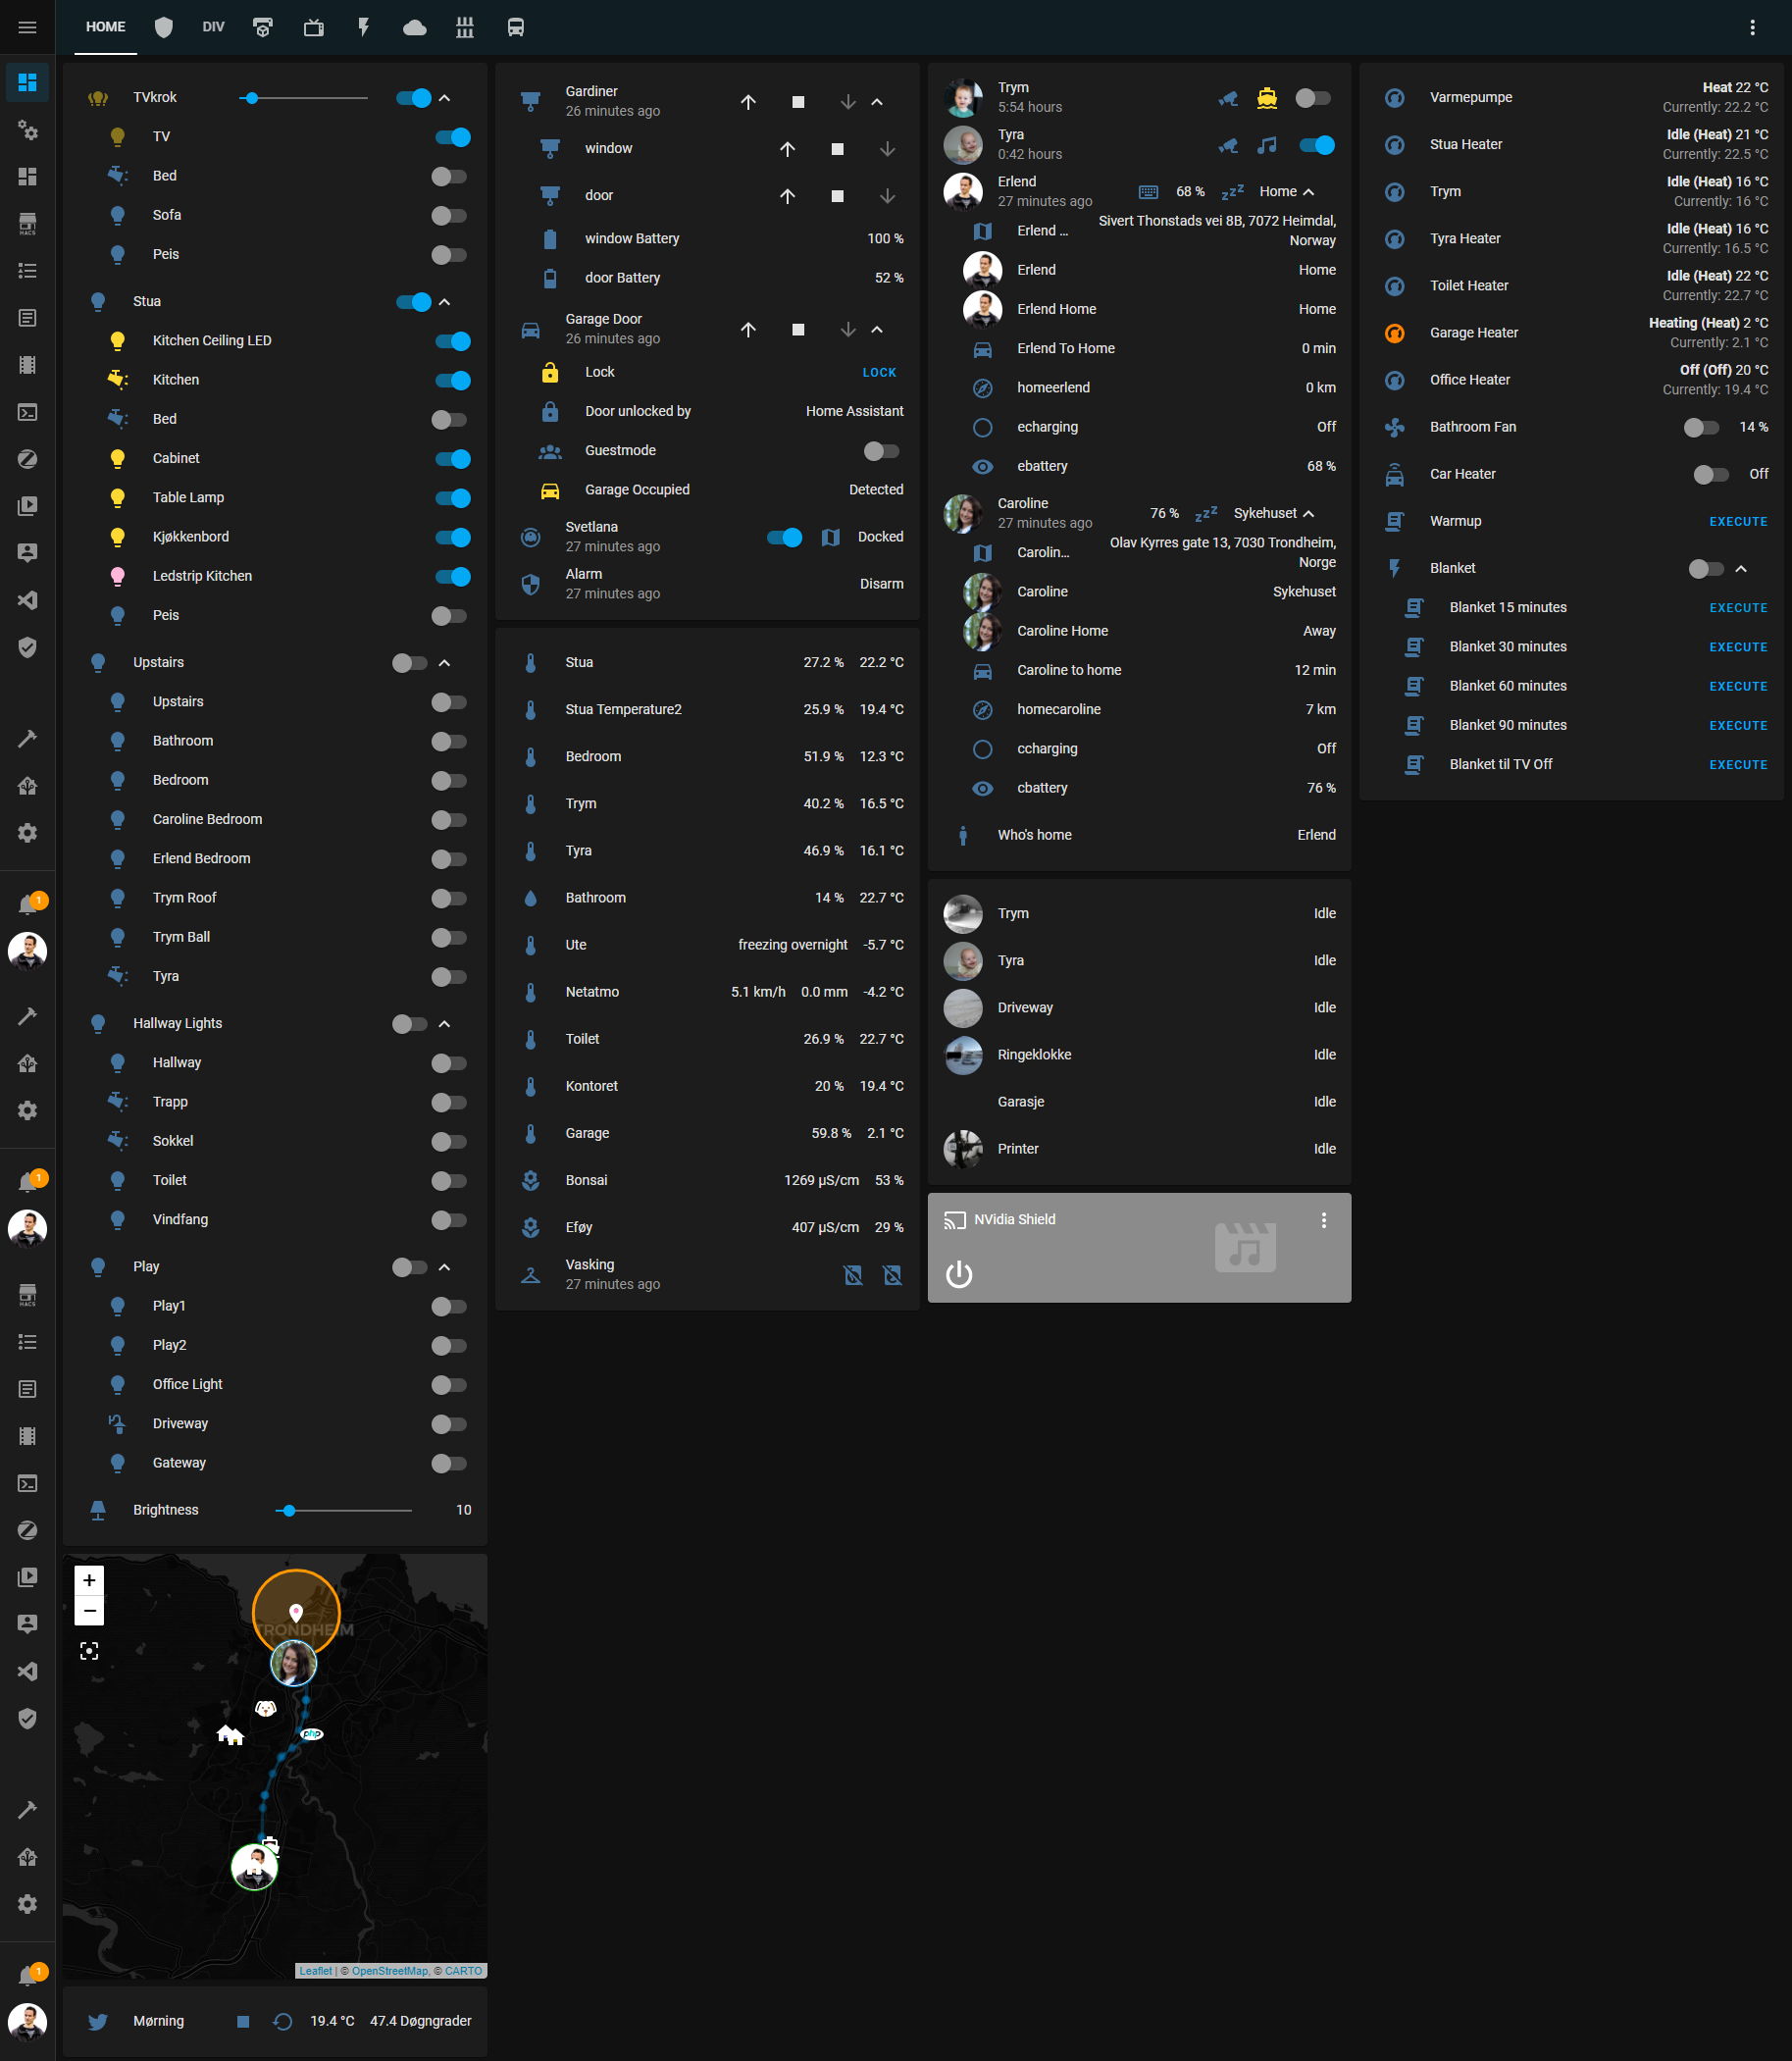 HOME
DIV
TVkrok
TV
Bed
Sofa
Peis
Stua
Kitchen Ceiling LED
Kitchen
Bed
Cabinet
Table Lamp
Kjøkkenbord
Ledstrip Kitchen
Peis
Upstairs
Upstairs
Bathroom
Bedroom
Caroline Bedroom
Erlend Bedroom
Trym Roof
Trym Ball
Tyra
Hallway Lights
Hallway
Trapp
Sokkel
Toilet
Vindfang
Play
Play1
Play2
Office Light
Driveway
Gateway
Brightness 10
+
−
TRONDHEIM
php
Leaflet | © OpenStreetMap, © CARTO
Mørning 19.4 °C 47.4 Døgngrader
Gardiner
26 minutes ago
window
door
window Battery 100 %
door Battery 52 %
Garage Door
26 minutes ago
Lock LOCK
Door unlocked by Home Assistant
Guestmode
Garage Occupied Detected
Svetlana
27 minutes ago
Docked
Alarm
27 minutes ago
Disarm
Stua 27.2 % 22.2 °C
Stua Temperature2 25.9 % 19.4 °C
Bedroom 51.9 % 12.3 °C
Trym 40.2 % 16.5 °C
Tyra 46.9 % 16.1 °C
Bathroom 14 % 22.7 °C
Ute freezing overnight -5.7 °C
Netatmo 5.1 km/h 0.0 mm -4.2 °C
Toilet 26.9 % 22.7 °C
Kontoret 20 % 19.4 °C
Garage 59.8 % 2.1 °C
Bonsai 1269 µS/cm 53 %
Eføy 407 µS/cm 29 %
Vasking
27 minutes ago
Trym
5:54 hours
Tyra
0:42 hours
Erlend
27 minutes ago
68 % zzZ Home
Erlend ...
Sivert Thonstads vei 8B, 7072 Heimdal,
Norway
Erlend Home
Erlend Home Home
Erlend To Home 0 min
homeerlend 0 km
echarging Off
ebattery 68 %
Caroline
27 minutes ago
76 % zzZ Sykehuset
Carolin...
Olav Kyrres gate 13, 7030 Trondheim,
Norge
Caroline Sykehuset
Caroline Home Away
Caroline to home 12 min
homecaroline 7 km
ccharging Off
cbattery 76 %
Who's home Erlend
Trym Idle
Tyra Idle
Driveway Idle
Ringeklokke Idle
Garasje Idle
Printer Idle
NVidia Shield
Varmepumpe
Heat 22 °C
Currently: 22.2 °C
Stua Heater
Idle (Heat) 21 °C
Currently: 22.5 °C
Trym
Idle (Heat) 16 °C
Currently: 16 °C
Tyra Heater
Idle (Heat) 16 °C
Currently: 16.5 °C
Toilet Heater
Idle (Heat) 22 °C
Currently: 22.7 °C
Garage Heater
Heating (Heat) 2 °C
Currently: 2.1 °C
Office Heater
Off (Off) 20 °C
Currently: 19.4 °C
Bathroom Fan 14 %
Car Heater Off
Warmup EXECUTE
Blanket
Blanket 15 minutes EXECUTE
Blanket 30 minutes EXECUTE
Blanket 60 minutes EXECUTE
Blanket 90 minutes EXECUTE
Blanket til TV Off EXECUTE
HACS
1
1
HACS
1